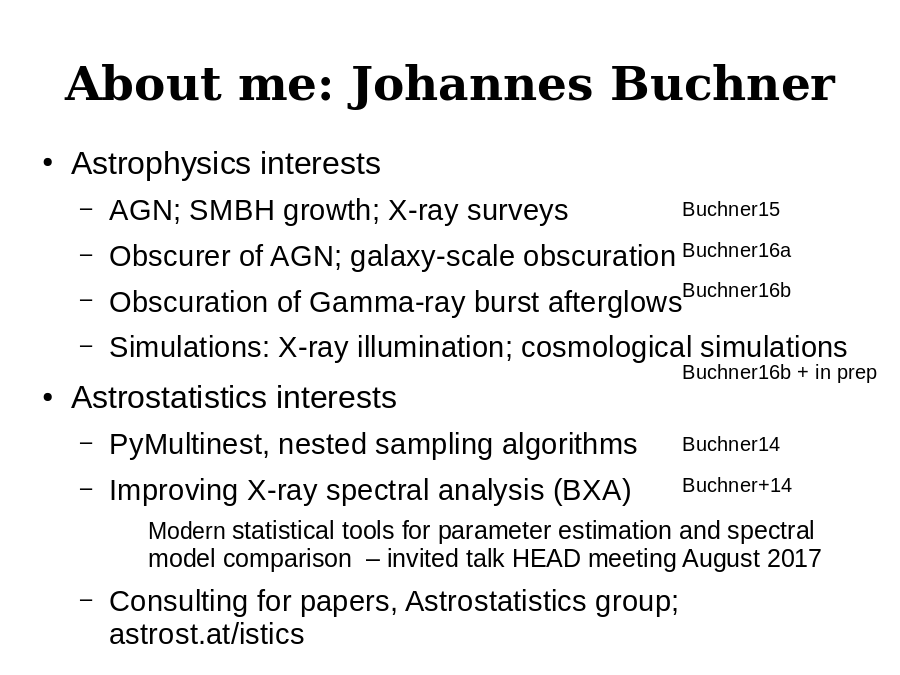 About me: Johannes Buchner
• Astrophysics interests
– AGN; SMBH growth; X-ray surveys Buchner15
– Obscurer of AGN; galaxy-scale obscuration Buchner16a
– Obscuration of Gamma-ray burst afterglows Buchner16b
– Simulations: X-ray illumination; cosmological simulations
Buchner16b + in prep
• Astrostatistics interests
– PyMultinest, nested sampling algorithms Buchner14
– Improving X-ray spectral analysis (BXA) Buchner+14
Modern statistical tools for parameter estimation and spectral
model comparison – invited talk HEAD meeting August 2017
– Consulting for papers, Astrostatistics group;
astrost.at/istics